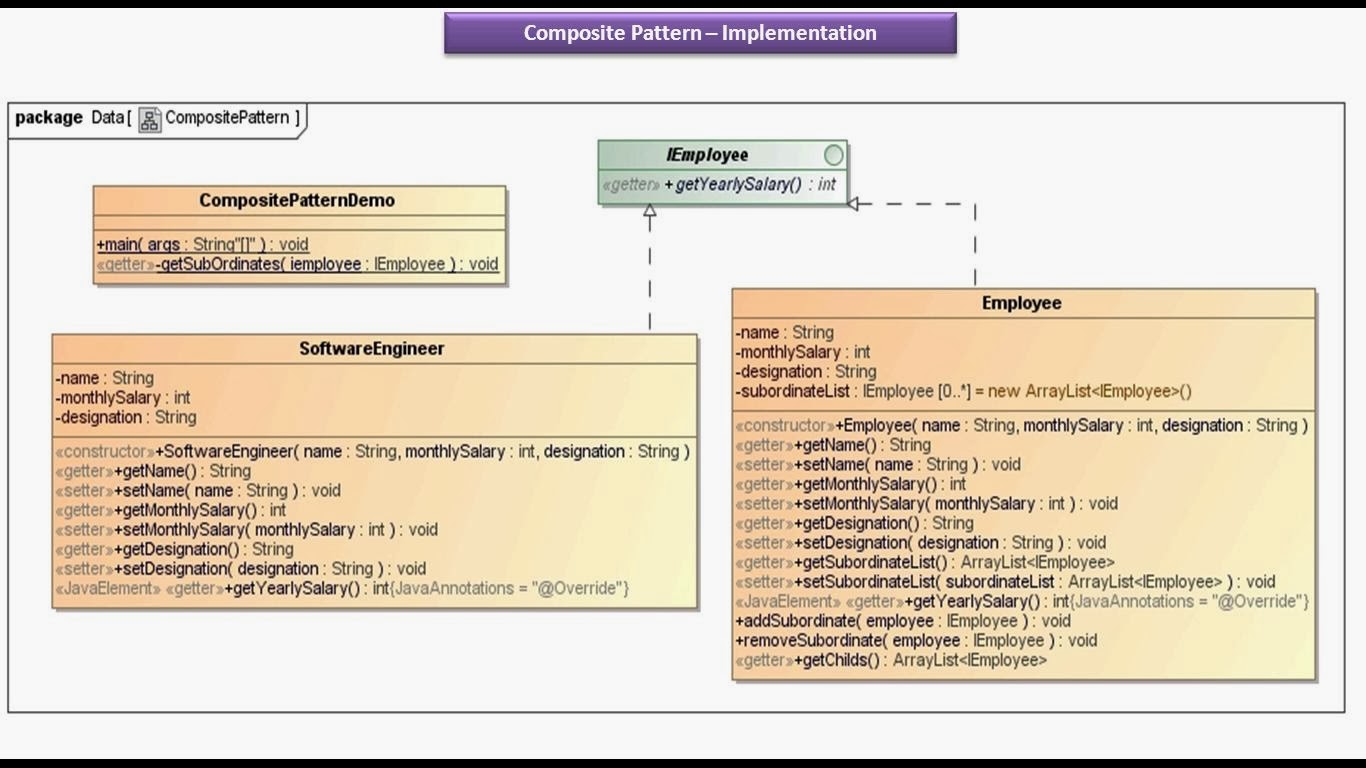 Composite Pattern – Implementation
package Data[ CompositePattern ]
IEmployee
«getter» +getYearlySalary() : int
CompositePatternDemo
+main( args : String"[]" ) : void
«getter»-getSubOrdinates( iemployee : IEmployee ) : void
SoftwareEngineer
-name : String
-monthlySalary : int
-designation : String
«constructor»+SoftwareEngineer( name : String, monthlySalary : int, designation : String )
«getter»+getName() : String
«setter»+setName( name : String ) : void
«getter»+getMonthlySalary() : int
«setter»+setMonthlySalary( monthlySalary : int ) : void
«getter»+getDesignation() : String
«setter»+setDesignation( designation : String ) : void
«JavaElement» «getter»+getYearlySalary() : int{JavaAnnotations = "@Override"}
Employee
-name : String
-monthlySalary : int
-designation : String
-subordinateList : IEmployee [0..*] = new ArrayList<IEmployee>()
«constructor»+Employee( name : String, monthlySalary : int, designation : String )
«getter»+getName() : String
«setter»+setName( name : String ) : void
«getter»+getMonthlySalary() : int
«setter»+setMonthlySalary( monthlySalary : int ) : void
«getter»+getDesignation() : String
«setter»+setDesignation( designation : String ) : void
«getter»+getSubordinateList() : ArrayList<IEmployee>
«setter»+setSubordinateList( subordinateList : ArrayList<IEmployee> ) : void
«JavaElement» «getter»+getYearlySalary() : int{JavaAnnotations = "@Override"}
+addSubordinate( employee : IEmployee ) : void
+removeSubordinate( employee : IEmployee ) : void
«getter»+getChilds() : ArrayList<IEmployee>